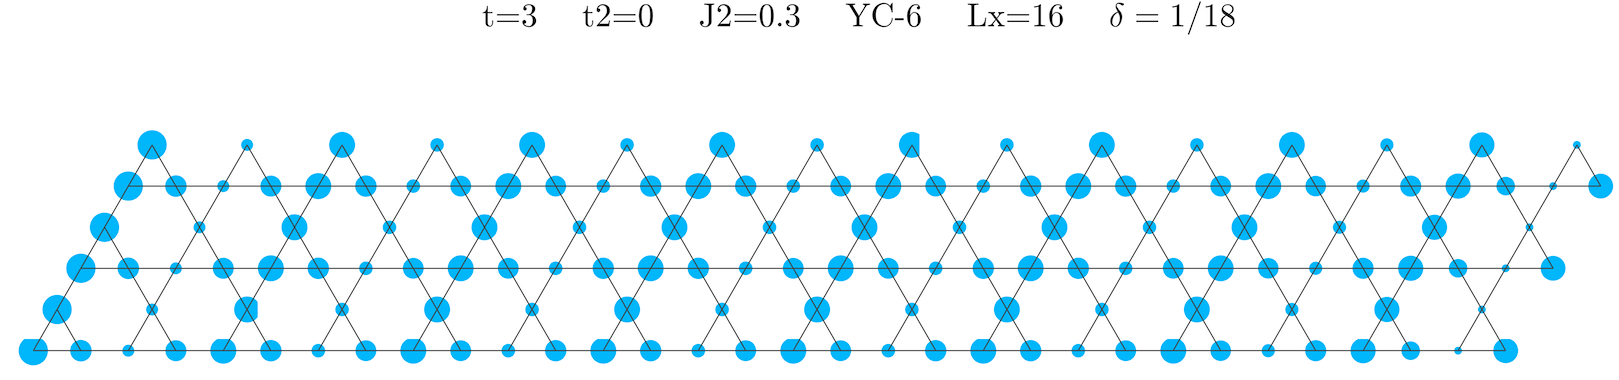 t=3 t2=0 J2=0.3 YC-6 Lx=16 δ = 1/18